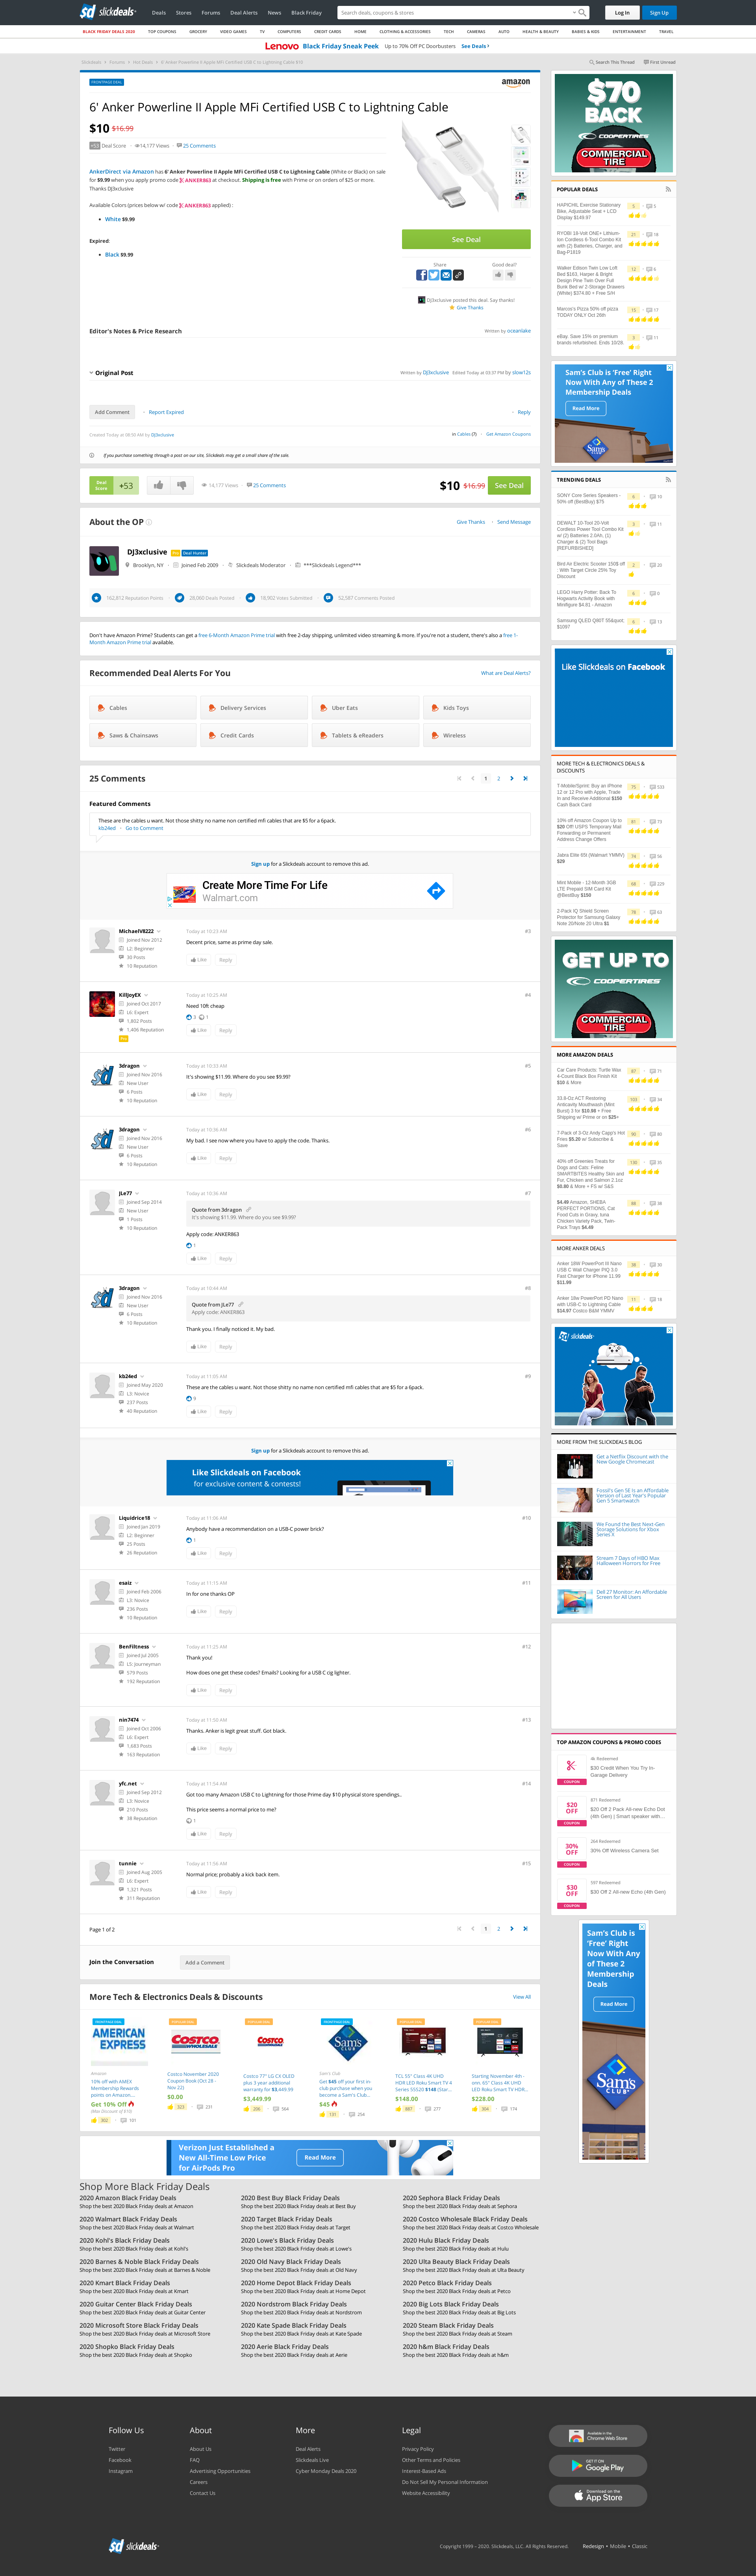 slickdeals
Deals Stores Forums Deal Alerts News Black Friday
Search deals, coupons & stores
Log In Sign Up
BLACK FRIDAY DEALS 2020 TOP COUPONS GROCERY VIDEO GAMES TV COMPUTERS CREDIT CARDS HOME CLOTHING & ACCESSORIES TECH CAMERAS AUTO HEALTH & BEAUTY BABIES & KIDS ENTERTAINMENT TRAVEL
Lenovo Black Friday Sneak Peek Up to 70% Off PC Doorbusters See Deals
Slickdeals Forums Hot Deals 6' Anker Powerline II Apple MFi Certified USB C to Lightning Cable $10
Search This Thread First Unread
FRONTPAGE DEAL
amazon
6' Anker Powerline II Apple MFi Certified USB C to Lightning Cable
$10 $16.99
+53 Deal Score 14,177 Views 25 Comments
AnkerDirect via Amazon has 6' Anker Powerline II Apple MFi Certified USB C to Lightning Cable (White or Black) on sale
for $9.99 when you apply promo code ANKER863 at checkout. Shipping is free with Prime or on orders of $25 or more.
Thanks DJ3xclusive
Available Colors (prices below w/ code ANKER863 applied) :
White $9.99
Expired:
Black $9.99
See Deal
Share
Good deal?
DJ3xclusive posted this deal. Say thanks!
Give Thanks
Editor's Notes & Price Research
Written by oceanlake
Original Post
Written by DJ3xclusive Edited Today at 03:37 PM by slow12s
Add Comment
Report Expired
Reply
Created Today at 08:00 AM by DJ3xclusive
in Cables (?) Get Amazon Coupons
If you purchase something through a post on our site, Slickdeals may get a small share of the sale.
Deal
Score
+53
14,177 Views 25 Comments
$10 $16.99 See Deal
About the OP
Give Thanks Send Message
DJ3xclusive Pro Deal Hunter
Brooklyn, NY Joined Feb 2009 Slickdeals Moderator ***Slickdeals Legend***
162,812 Reputation Points 29,060 Deals Posted 18,902 Votes Submitted 52,587 Comments Posted
Don't have Amazon Prime? Students can get a free 6-Month Amazon Prime trial with free 2-day shipping, unlimited video streaming & more. If you're not a student, there's also a free 1-
Month Amazon Prime trial available.
Recommended Deal Alerts For You
What are Deal Alerts?
Cables
Delivery Services
Uber Eats
Kids Toys
Saws & Chainsaws
Credit Cards
Tablets & eReaders
Wireless
25 Comments
1 2
Featured Comments
These are the cables u want. Not those shitty no name non certified mfi cables that are $5 for a 6pack.
kb24ed Go to Comment
Sign up for a Slickdeals account to remove this ad.
Create More Time For Life
Walmart.com
MichaelV8222
Joined Nov 2012
L2: Beginner
30 Posts
10 Reputation
Today at 10:23 AM
#3
Decent price, same as prime day sale.
Like Reply
KilljoyEX
Joined Oct 2017
L6: Expert
1,802 Posts
1,406 Reputation
Pro
Today at 10:25 AM
#4
Need 10ft cheap
3 1
Like Reply
3dragon
Joined Nov 2016
New User
6 Posts
10 Reputation
Today at 10:33 AM
#5
It's showing $11.99. Where do you see $9.99?
Like Reply
3dragon
Joined Nov 2016
New User
6 Posts
10 Reputation
Today at 10:36 AM
#6
My bad. I see now where you have to apply the code. Thanks.
Like Reply
JLe77
Joined Sep 2014
New User
1 Posts
10 Reputation
Today at 10:36 AM
#7
Quote from 3dragon
It's showing $11.99. Where do you see $9.99?
Apply code: ANKER863
1
Like Reply
3dragon
Joined Nov 2016
New User
6 Posts
10 Reputation
Today at 10:44 AM
#8
Quote from JLe77
Apply code: ANKER863
Thank you. I finally noticed it. My bad.
Like Reply
kb24ed
Joined May 2020
L3: Novice
237 Posts
40 Reputation
Today at 11:05 AM
#9
These are the cables u want. Not those shitty no name non certified mfi cables that are $5 for a 6pack.
9
Like Reply
Sign up for a Slickdeals account to remove this ad.
Like Slickdeals on Facebook
for exclusive content & contests!
Liquidrice18
Joined Jan 2019
L2: Beginner
25 Posts
26 Reputation
Today at 11:06 AM
#10
Anybody have a recommendation on a USB-C power brick?
1
Like Reply
esaiz
Joined Feb 2006
L3: Novice
236 Posts
10 Reputation
Today at 11:15 AM
#11
In for one thanks OP
Like Reply
BenFiltness
Joined Jul 2005
L5: Journeyman
579 Posts
192 Reputation
Today at 11:25 AM
#12
Thank you!
How does one get these codes? Emails? Looking for a USB C cig lighter.
Like Reply
nin7474
Joined Oct 2006
L6: Expert
1,683 Posts
163 Reputation
Today at 11:50 AM
#13
Thanks. Anker is legit great stuff. Got black.
Like Reply
yfc.net
Joined Sep 2012
L3: Novice
219 Posts
38 Reputation
Today at 11:54 AM
#14
Got too many Amazon USB C to Lightning for those Prime day $10 physical store spendings..
This price seems a normal price to me?
1
Like Reply
tunnie
Joined Aug 2005
L6: Expert
1,321 Posts
311 Reputation
Today at 11:56 AM
#15
Normal price; probably a kick back item.
Like Reply
Page 1 of 2
1 2
Join the Conversation
Add a Comment
More Tech & Electronics Deals & Discounts
View All
AMERICAN EXPRESS
Amazon
10% off with AMEX
Membership Rewards
points on Amazon...
Get 10% Off
(Max Discount of $10)
302 101
COSTCO WHOLESALE
Costco November 2020
Coupon Book (Oct 28 -
Nov 22)
$0.00
323 231
COSTCO
Costco 77" LG CX OLED
plus 3 year additional
warranty for $3,449.99
$3,449.99
206 564
Sam's Club
Sam's Club
Get $45 off your first in-
club purchase when you
become a Sam's Club...
$45
131 254
TCL 55" Class 4K UHD
HDR LED Roku Smart TV 4
Series 55S20 $148 (Star...
$148.00
887 277
Starting November 4th -
onn. 65" Class 4K UHD
LED Roku Smart TV HDR...
$228.00
304 174
Verizon Just Established a
New All-Time Low Price
for AirPods Pro
Read More
Shop More Black Friday Deals
2020 Amazon Black Friday Deals
Shop the best 2020 Black Friday deals at Amazon
2020 Best Buy Black Friday Deals
Shop the best 2020 Black Friday deals at Best Buy
2020 Sephora Black Friday Deals
Shop the best 2020 Black Friday deals at Sephora
2020 Walmart Black Friday Deals
Shop the best 2020 Black Friday deals at Walmart
2020 Target Black Friday Deals
Shop the best 2020 Black Friday deals at Target
2020 Costco Wholesale Black Friday Deals
Shop the best 2020 Black Friday deals at Costco Wholesale
2020 Kohl's Black Friday Deals
Shop the best 2020 Black Friday deals at Kohl's
2020 Lowe's Black Friday Deals
Shop the best 2020 Black Friday deals at Lowe's
2020 Hulu Black Friday Deals
Shop the best 2020 Black Friday deals at Hulu
2020 Barnes & Noble Black Friday Deals
Shop the best 2020 Black Friday deals at Barnes & Noble
2020 Old Navy Black Friday Deals
Shop the best 2020 Black Friday deals at Old Navy
2020 Ulta Beauty Black Friday Deals
Shop the best 2020 Black Friday deals at Ulta Beauty
2020 Kmart Black Friday Deals
Shop the best 2020 Black Friday deals at Kmart
2020 Home Depot Black Friday Deals
Shop the best 2020 Black Friday deals at Home Depot
2020 Petco Black Friday Deals
Shop the best 2020 Black Friday deals at Petco
2020 Guitar Center Black Friday Deals
Shop the best 2020 Black Friday deals at Guitar Center
2020 Nordstrom Black Friday Deals
Shop the best 2020 Black Friday deals at Nordstrom
2020 Big Lots Black Friday Deals
Shop the best 2020 Black Friday deals at Big Lots
2020 Microsoft Store Black Friday Deals
Shop the best 2020 Black Friday deals at Microsoft Store
2020 Kate Spade Black Friday Deals
Shop the best 2020 Black Friday deals at Kate Spade
2020 Steam Black Friday Deals
Shop the best 2020 Black Friday deals at Steam
2020 Shopko Black Friday Deals
Shop the best 2020 Black Friday deals at Shopko
2020 Aerie Black Friday Deals
Shop the best 2020 Black Friday deals at Aerie
2020 h&m Black Friday Deals
Shop the best 2020 Black Friday deals at h&m
$70
BACK
COOPERTIRES
COMMERCIAL
TIRE
POPULAR DEALS
HAPICHIL Exercise Stationary
Bike, Adjustable Seat + LCD
Display $149.97
5 5
RYOBI 18-Volt ONE+ Lithium-
Ion Cordless 6-Tool Combo Kit
with (2) Batteries, Charger, and
Bag-P1819
21 18
Walker Edison Twin Low Loft
Bed $163, Harper & Bright
Design Pine Twin Over Full
Bunk Bed w/ 2 Storage Drawers
(White) $374.80 + Free S/H
12 6
Marcos's Pizza 50% off pizza
TODAY ONLY Oct 26th
15 17
eBay. Save 15% on premium
brands refurbished. Ends 10/28.
3 11
Sam's Club is 'Free' Right
Now With Any of These 2
Membership Deals
Read More
TRENDING DEALS
SONY Core Series Speakers -
50% off (BestBuy) $75
6 70
DEWALT 10-Tool 20-Volt
Cordless Power Tool Combo Kit
w/ (2) Batteries 2.0Ah, (1)
Charger & (2) Tool Bags
[REFURBISHED]
3 11
Bird Air Electric Scooter 150$ off
: With Target Circle 25% Toy
Discount
2 20
LEGO Harry Potter: Back To
Hogwarts Activity Book with
Minifigure $4.91 - Amazon
6 9
Samsung QLED Q80T 55&quot;
$1097
6 13
Like Slickdeals on Facebook
MORE TECH & ELECTRONICS DEALS &
DISCOUNTS
T-Mobile/Sprint: Buy an iPhone
12 or 12 Pro with Apple, Trade
In and Receive Additional $150
Cash Back Card
75 533
10% off Amazon Coupon Up to
$20 Off! USPS Temporary Mail
Forwarding or Permanent
Address Change Offers
81 73
Jabra Elite 65t (Walmart YMMV)
$29
74 56
Mint Mobile - 12-Month 3GB
LTE Prepaid SIM Card Kit
@BestBuy $150
68 229
2-Pack IQ Shield Screen
Protector for Samsung Galaxy
Note 20/Note 20 Ultra $1
78 63
GET UP TO
COOPERTIRES
COMMERCIAL
TIRE
MORE AMAZON DEALS
Car Care Products: Turtle Wax
4-Count Black Box Finish Kit
$10 & More
87 71
33.8-Oz ACT Restoring
Anticavity Mouthwash (Mint
Burst) 3 for $10.98 + Free
Shipping w/ Prime or on $25+
103 34
7-Pack of 3-Oz Andy Capp's Hot
Fries $5.20 w/ Subscribe &
Save
90 86
40% off Greenies Treats for
Dogs and Cats: Feline
SMARTBITES Healthy Skin and
Fur, Chicken and Salmon 2.1oz
$0.80 & More + FS w/ S&S
139 35
$4.49 Amazon, SHEBA
PERFECT PORTIONS, Cat
Food Cuts in Gravy, tuna
Chicken Variety Pack, Twin-
Pack Trays $4.49
66 38
MORE ANKER DEALS
Anker 18W PowerPort III Nano
USB C Wall Charger PIQ 3.0
Fast Charger for iPhone 11.99
$11.99
36 30
Anker 18w PowerPort PD Nano
with USB-C to Lightning Cable
$14.97 Costco B&M YMMV
11 16
slickdeals
MORE FROM THE SLICKDEALS BLOG
Get a Netflix Discount with the
New Google Chromecast
Fossil's Gen 5E Is an Affordable
Version of Last Year's Popular
Gen 5 Smartwatch
We Found the Best Next-Gen
Storage Solutions for Xbox
Series X
Stream 7 Days of HBO Max
Halloween Horrors for Free
Dell 27 Monitor: An Affordable
Screen for All Users
TOP AMAZON COUPONS & PROMO CODES
4k Redeemed
$30 Credit When You Try In-
Garage Delivery
COUPON
871 Redeemed
$20
OFF
$20 Off 2 Pack All-new Echo Dot
(4th Gen) | Smart speaker with...
COUPON
264 Redeemed
30%
OFF
30% Off Wireless Camera Set
COUPON
597 Redeemed
$30
OFF
$30 Off 2 All-new Echo (4th Gen)
COUPON
Sam's Club is
'Free' Right
Now With Any
of These 2
Membership
Deals
Read More
Sam's
CLUB
Follow Us
Twitter
Facebook
Instagram
About
About Us
FAQ
Advertising Opportunities
Careers
Contact Us
More
Deal Alerts
Slickdeals Live
Cyber Monday Deals 2020
Legal
Privacy Policy
Other Terms and Policies
Interest-Based Ads
Do Not Sell My Personal Information
Website Accessibility
Available in the
Chrome Web Store
GET IT ON
Google Play
Download on the
App Store
slickdeals
Copyright 1999 - 2020. Slickdeals, LLC. All Rights Reserved. Redesign • Mobile • Classic